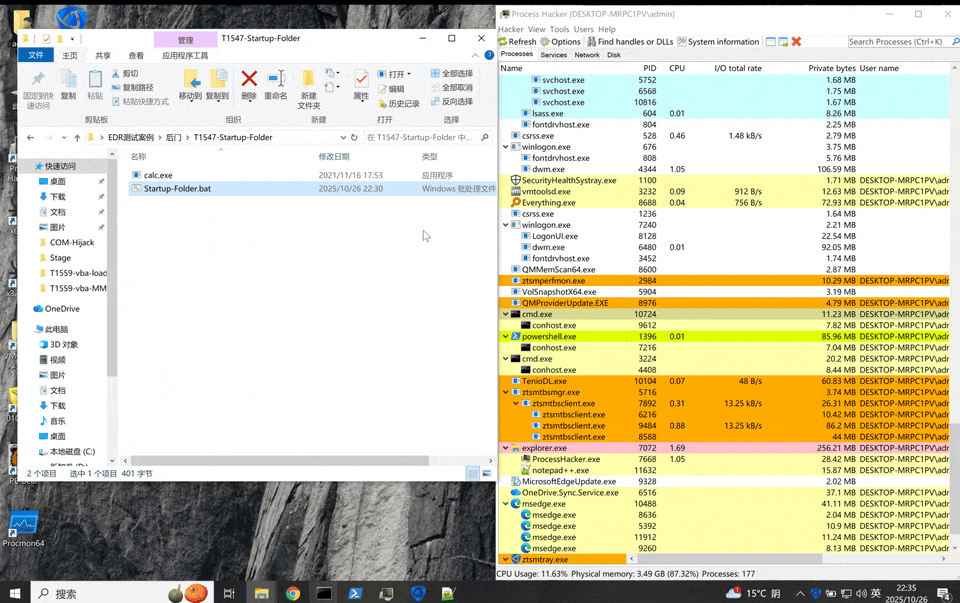 管理
T1547-Startup-Folder
文件
主页
共享
查看
应用程序工具
固定到快速访问
复制
粘贴
剪切
复制路径
粘贴快捷方式
剪贴板
移动到
复制到
删除
重命名
组织
新建文件夹
新建
属性
打开
编辑
历史记录
打开
全部选择
全部取消
反向选择
选择
EDR测试案例 › 后门 › T1547-Startup-Folder
在 T1547-Startup-Folder 中...
名称 修改日期 类型
calc.exe 2021/11/16 17:53 应用程序
Startup-Folder.bat 2025/10/26 22:30 Windows 批处理文件
快速访问
桌面
下载
文档
图片
COM-Hijack
Stage
T1559-vba-load
T1559-vba-MM
OneDrive
此电脑
3D 对象
视频
图片
文档
下载
音乐
桌面
本地磁盘 (C:)
2 个项目 选中 1 个项目 401 字节
Procmon64
Process Hacker [DESKTOP-MRPC1PV\admin]
Hacker View Tools Users Help
Refresh Options Find handles or DLLs System information Search Processes (Ctrl+K)
Processes Services Network Disk
Name PID CPU I/O total rate Private bytes User name
svchost.exe 5752 1.68 MB
svchost.exe 6568 1.75 MB
svchost.exe 10816 1.67 MB
lsass.exe 604 0.01 8.26 MB
fontdrvhost.exe 804 2.25 MB
csrss.exe 528 0.46 1.48 kB/s 2.79 MB
winlogon.exe 676 3.75 MB
fontdrvhost.exe 808 5.76 MB
dwm.exe 4344 1.05 106.59 MB
SecurityHealthSystray.exe 1100 1.71 MB DESKTOP-MRPC1PV\adr
vmtoolsd.exe 3232 0.09 912 B/s 12.63 MB DESKTOP-MRPC1PV\adr
Everything.exe 8688 0.04 756 B/s 72.93 MB DESKTOP-MRPC1PV\adr
csrss.exe 1236 1.64 MB
winlogon.exe 7240 2.21 MB
LogonUI.exe 8128 22.54 MB
dwm.exe 6480 0.01 92.05 MB
fontdrvhost.exe 3452 1.74 MB
QMMemScan64.exe 8600 2.87 MB
ztsmperfmon.exe 2984 10.29 MB DESKTOP-MRPC1PV\adr
VolSnapshotX64.exe 5904 3.19 MB
QMProviderUpdate.EXE 8976 4.79 MB DESKTOP-MRPC1PV\adr
cmd.exe 10724 11.23 MB DESKTOP-MRPC1PV\adr
conhost.exe 9612 7.82 MB DESKTOP-MRPC1PV\adr
powershell.exe 1396 0.01 85.96 MB DESKTOP-MRPC1PV\adr
conhost.exe 7216 7.04 MB DESKTOP-MRPC1PV\adr
cmd.exe 3224 20.2 MB DESKTOP-MRPC1PV\adr
conhost.exe 4408 8.44 MB DESKTOP-MRPC1PV\adr
TenioDL.exe 10104 0.07 48 B/s 60.83 MB DESKTOP-MRPC1PV\adr
ztsmtbsmgr.exe 5716 3.74 MB DESKTOP-MRPC1PV\adr
ztsmtbsclient.exe 7892 0.31 13.25 kB/s 26.31 MB DESKTOP-MRPC1PV\adr
ztsmtbsclient.exe 6216 10.42 MB DESKTOP-MRPC1PV\adr
ztsmtbsclient.exe 9484 0.88 13.25 kB/s 86.2 MB DESKTOP-MRPC1PV\adr
ztsmtbsclient.exe 8588 44 MB DESKTOP-MRPC1PV\adr
explorer.exe 7072 1.69 256.21 MB DESKTOP-MRPC1PV\adr
ProcessHacker.exe 7668 1.05 28.42 MB DESKTOP-MRPC1PV\adr
notepad++.exe 11632 15.87 MB DESKTOP-MRPC1PV\adr
MicrosoftEdgeUpdate.exe 9328 2.02 MB
OneDrive.Sync.Service.exe 6516 37.1 MB DESKTOP-MRPC1PV\adr
msedge.exe 10488 41.11 MB DESKTOP-MRPC1PV\adr
msedge.exe 8636 2.04 MB DESKTOP-MRPC1PV\adr
msedge.exe 5392 10.9 MB DESKTOP-MRPC1PV\adr
msedge.exe 11912 11.24 MB DESKTOP-MRPC1PV\adr
msedge.exe 9260 8.13 MB DESKTOP-MRPC1PV\adr
ztsmtray.exe
CPU Usage: 11.63% Physical memory: 3.49 GB (87.32%) Processes: 177
搜索
15°C 阴
英
22:35
2025/10/26